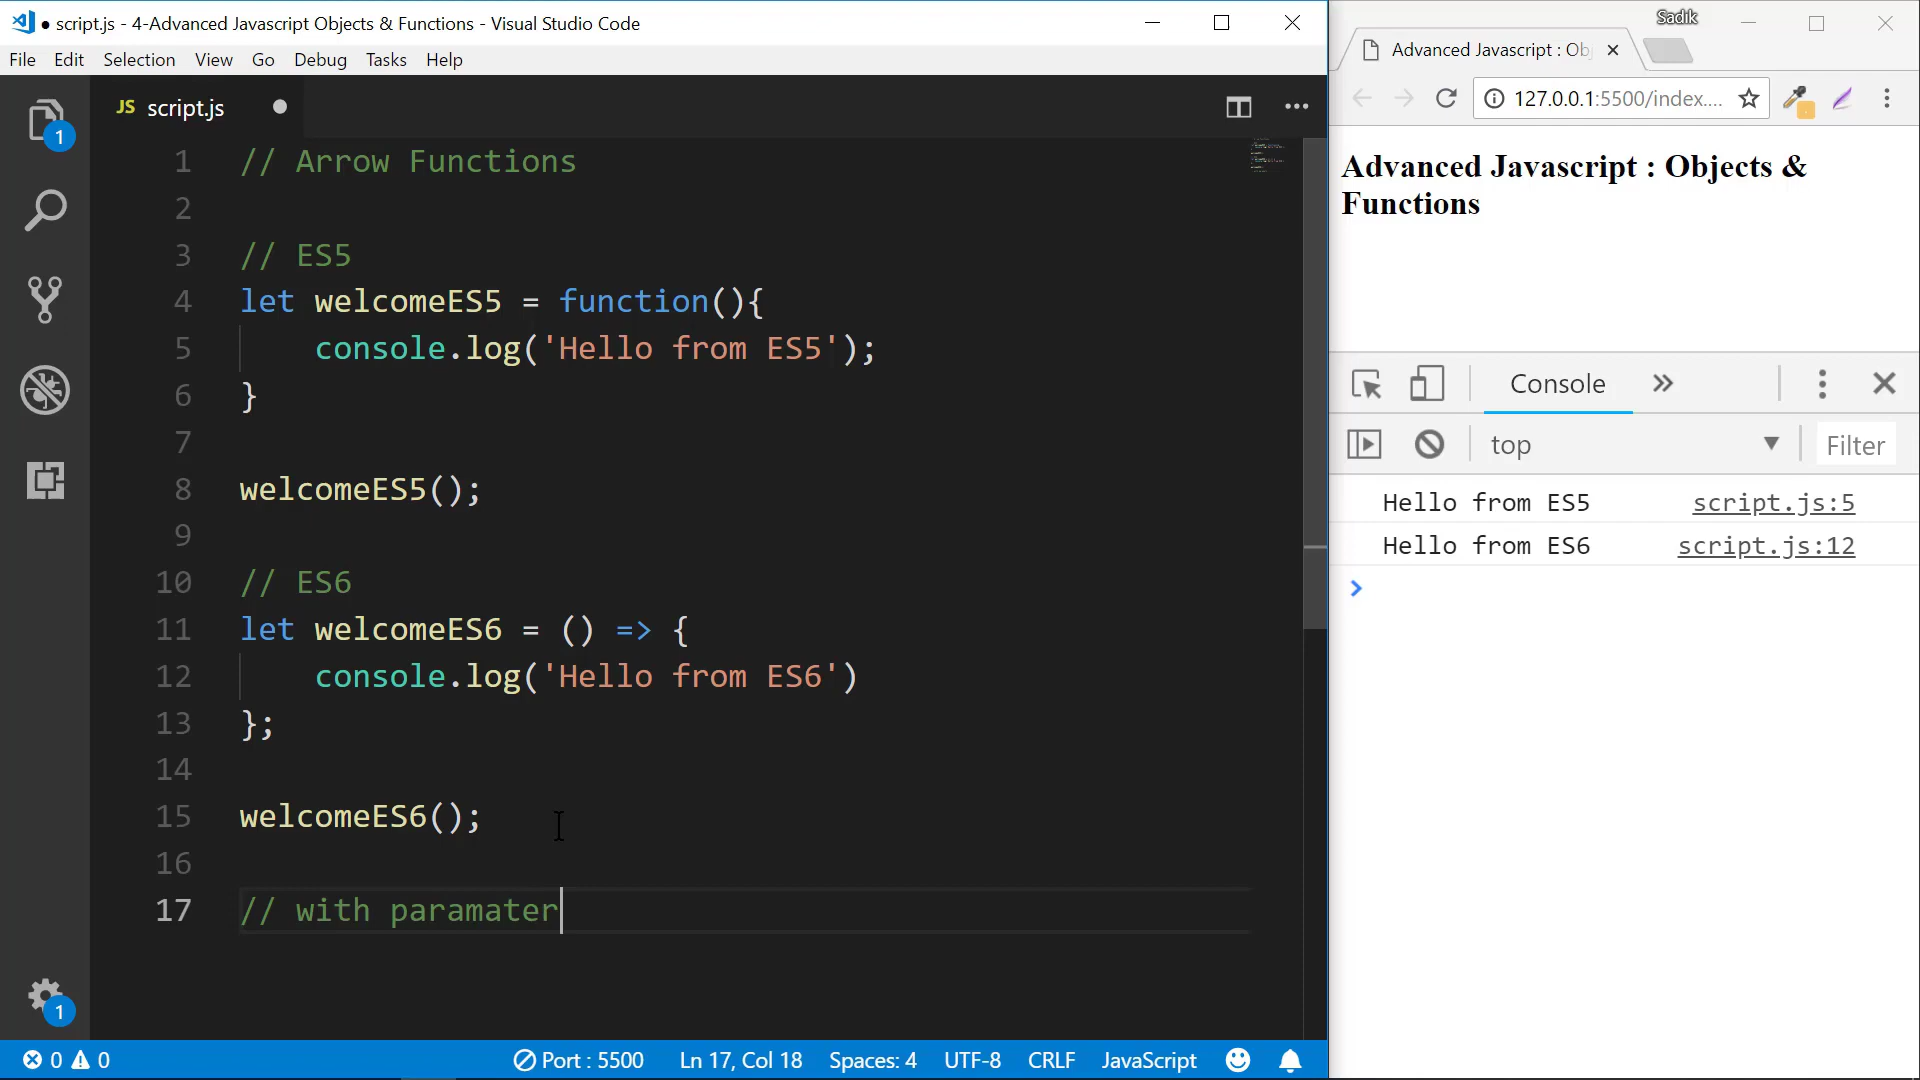 script.js - 4-Advanced Javascript Objects & Functions - Visual Studio Code
File Edit Selection View Go Debug Tasks Help
JS script.js
1 // Arrow Functions
2
3 // ES5
4 let welcomeES5 = function(){
5 console.log('Hello from ES5');
6 }
7
8 welcomeES5();
9
10 // ES6
11 let welcomeES6 = () => {
12 console.log('Hello from ES6')
13 };
14
15 welcomeES6();
16
17 // with paramater
1
1
0 0 Port : 5500 Ln 17, Col 18 Spaces: 4 UTF-8 CRLF JavaScript
Sadik
Advanced Javascript : Ob
127.0.0.1:5500/index....
Advanced Javascript : Objects &
Functions
Console
top Filter
Hello from ES5 script.js:5
Hello from ES6 script.js:12